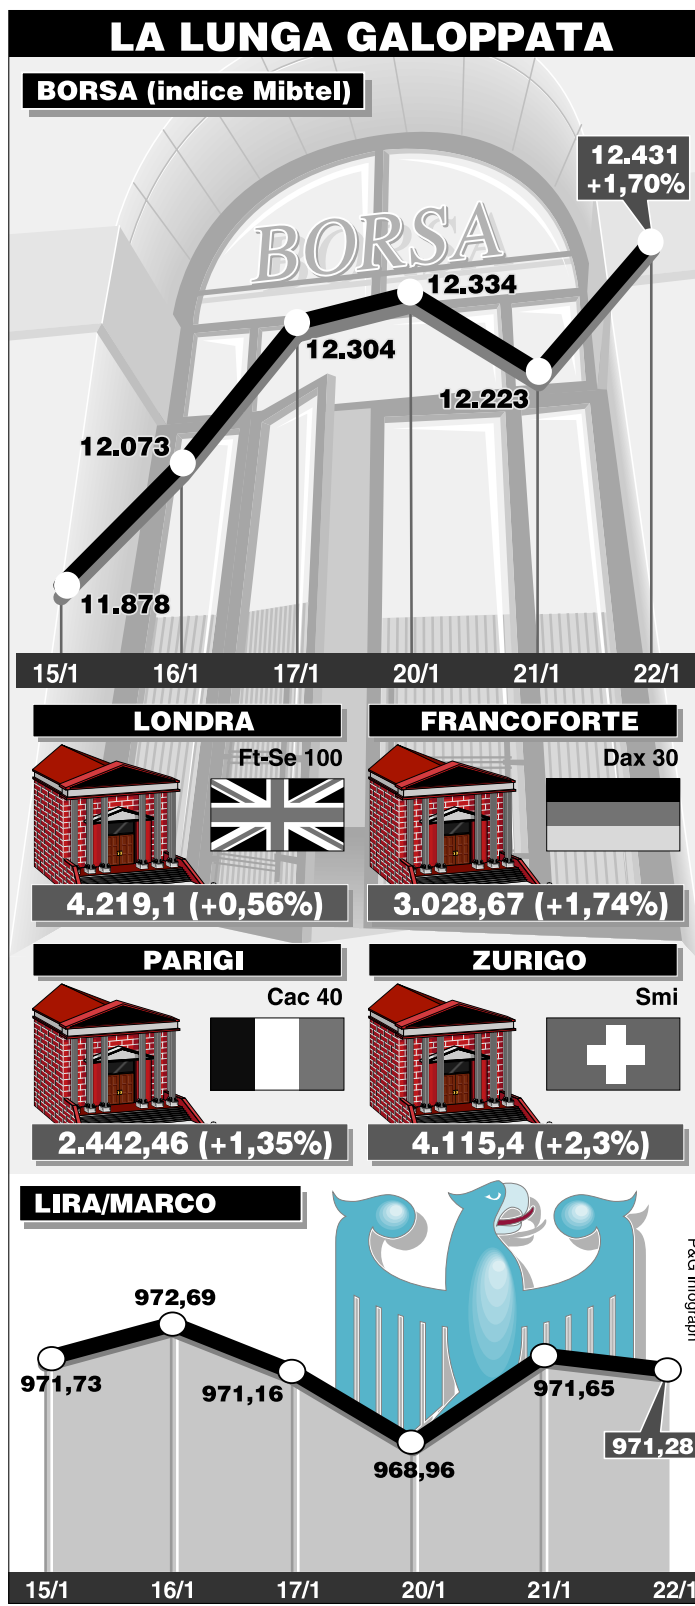 LA LUNGA GALOPPATA
BORSA (indice Mibtel)
12.431
+1,70%
BORSA
12.334
12.304
12.223
12.073
11.878
15/1 16/1 17/1 20/1 21/1 22/1
LONDRA
Ft-Se 100
4.219,1 (+0,56%)
FRANCOFORTE
Dax 30
3.028,67 (+1,74%)
PARIGI
Cac 40
2.442,46 (+1,35%)
ZURIGO
Smi
4.115,4 (+2,3%)
LIRA/MARCO
972,69
971,73
971,16
971,65
971,28
968,96
15/1 16/1 17/1 20/1 21/1 22/1